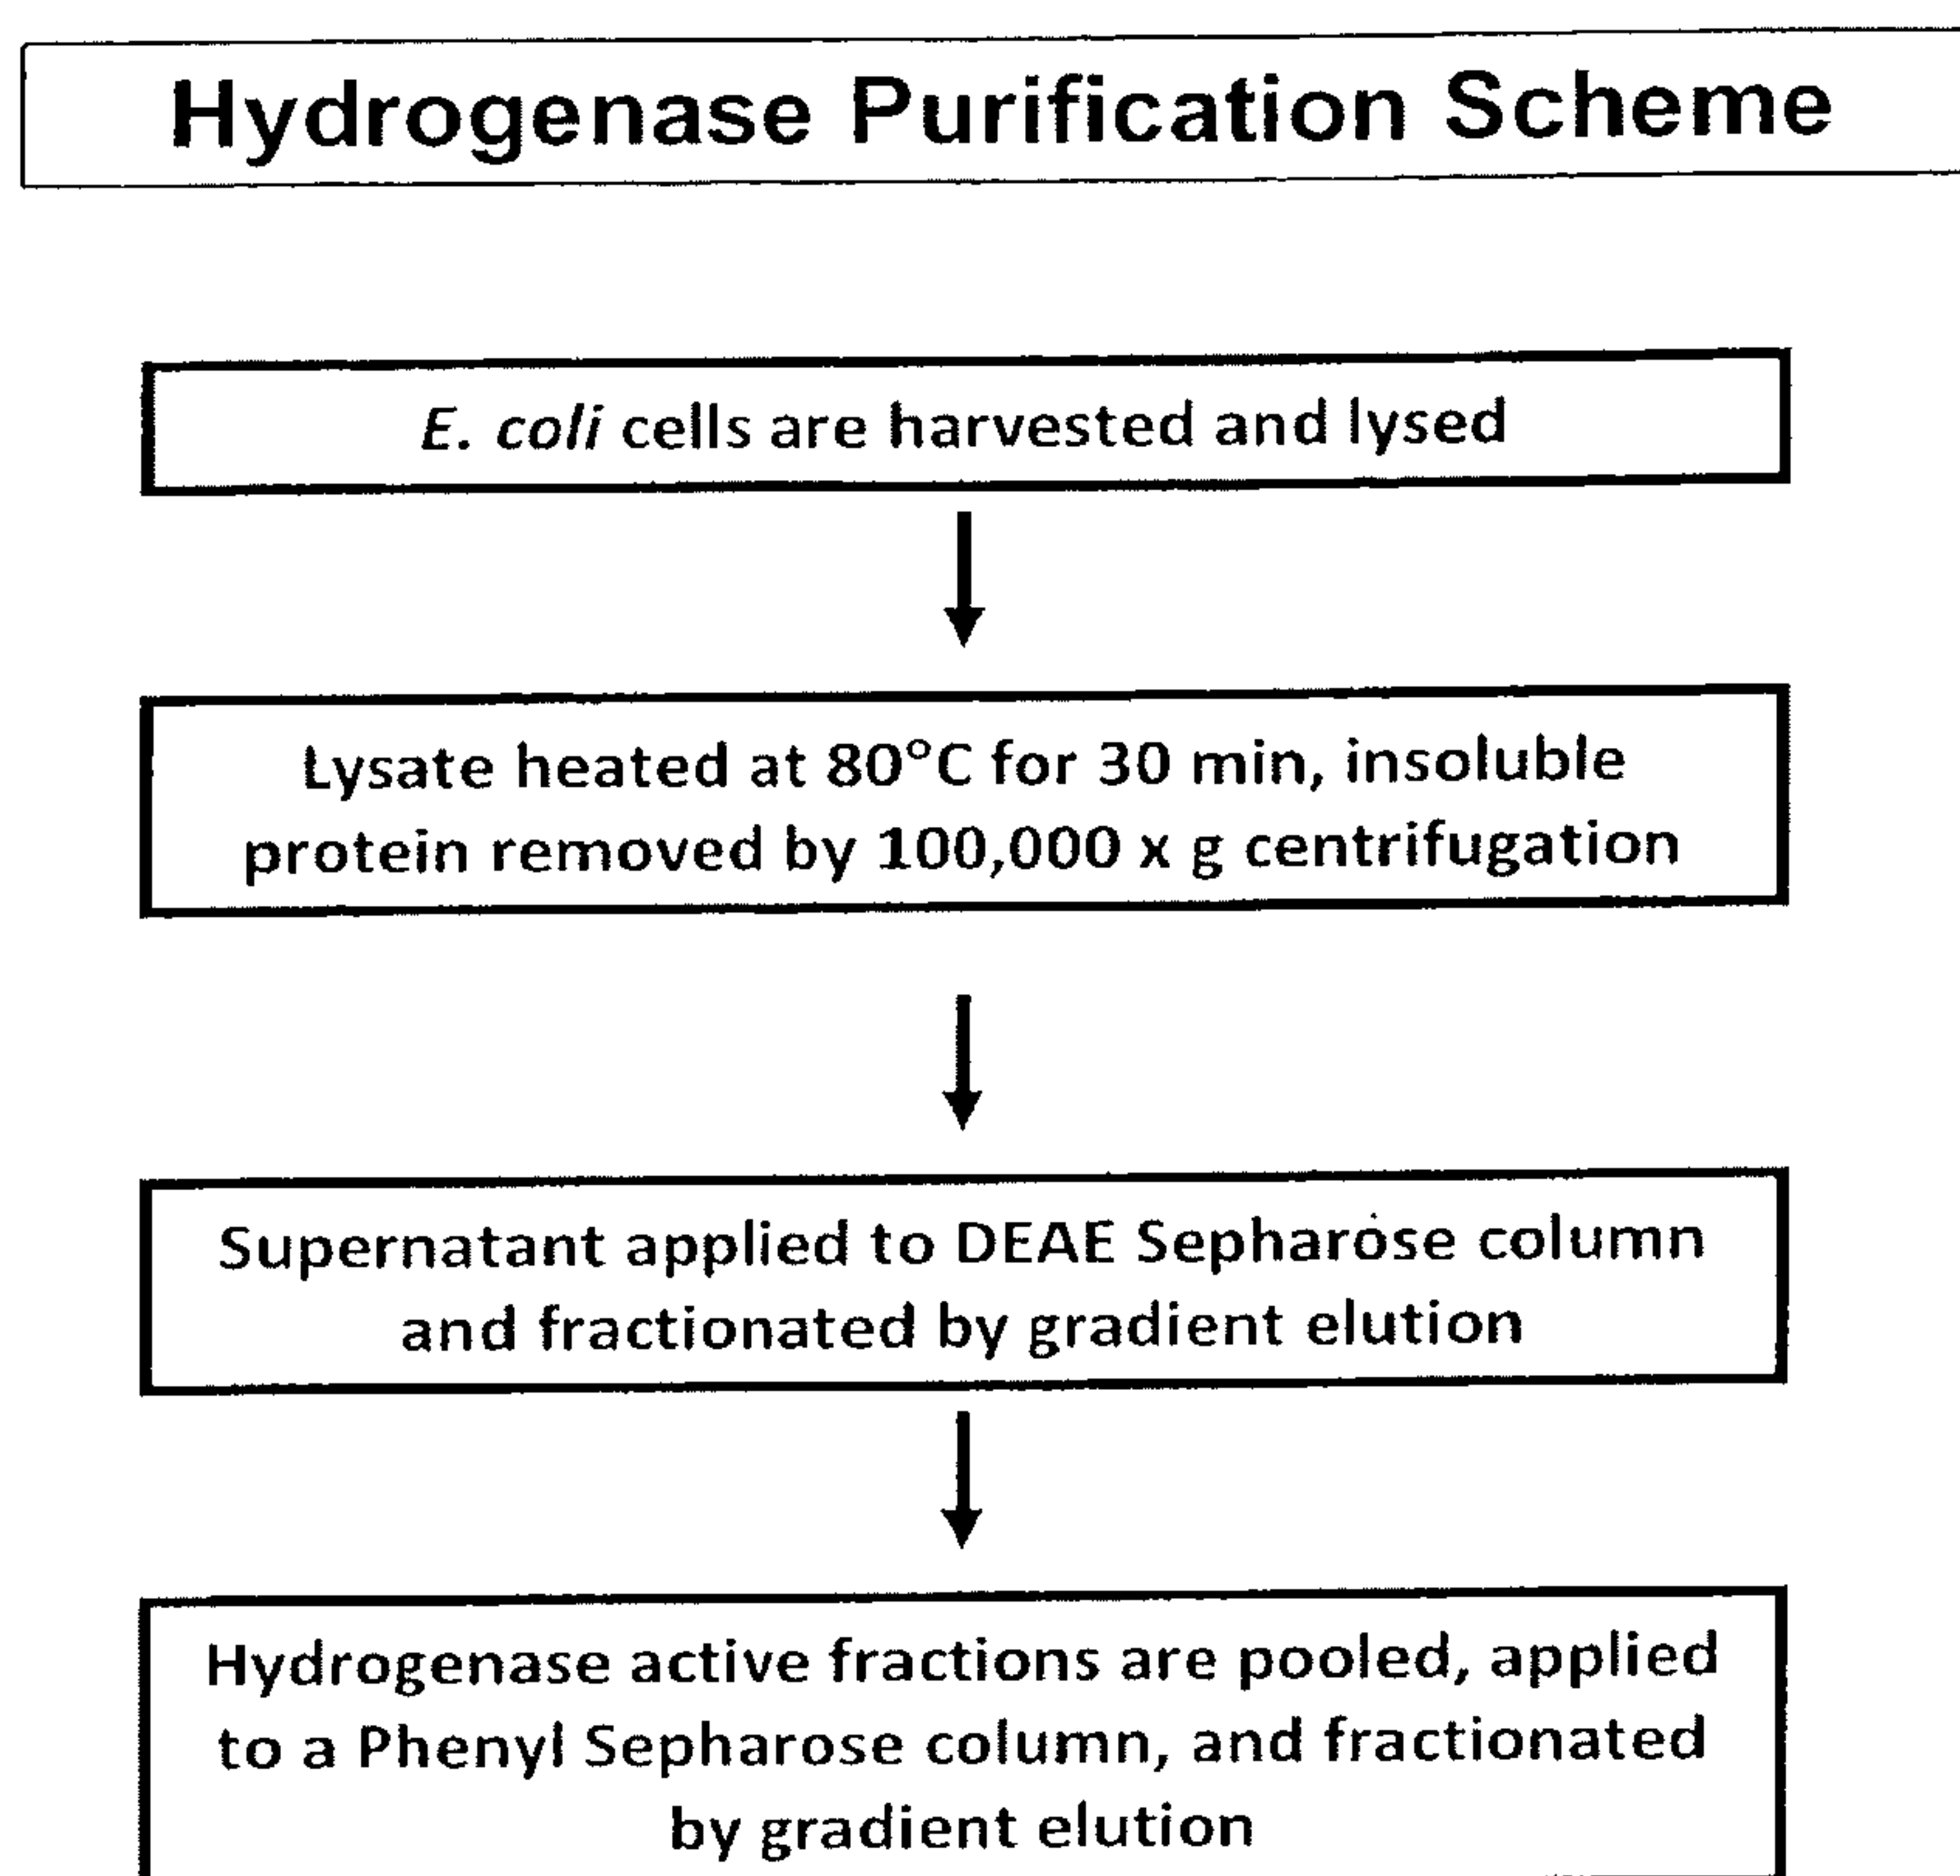 Hydrogenase Purification Scheme
E. coli cells are harvested and lysed
Lysate heated at 80°C for 30 min, insoluble
protein removed by 100,000 x g centrifugation
Supernatant applied to DEAE Sepharose column
and fractionated by gradient elution
Hydrogenase active fractions are pooled, applied
to a Phenyl Sepharose column, and fractionated
by gradient elution